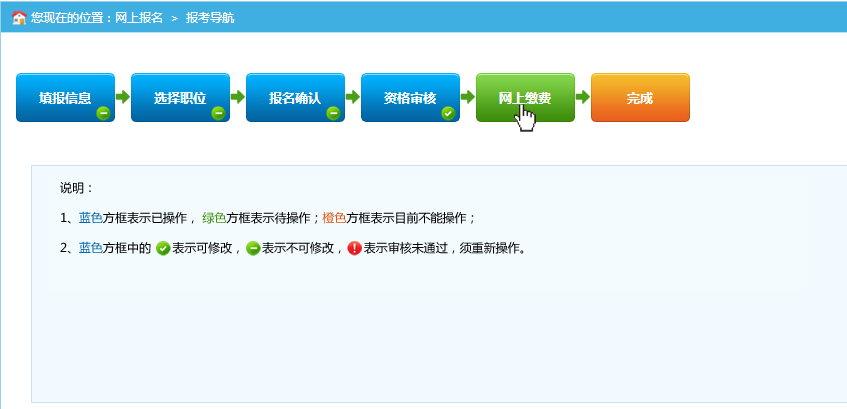 您现在的位置：网上报名 > 报考导航
填报信息 选择职位 报名确认 资格审核 网上缴费 完成
说明：
1、蓝色方框表示已操作， 绿色方框表示待操作；橙色方框表示目前不能操作；
2、蓝色方框中的 表示可修改， 表示不可修改， 表示审核未通过，须重新操作。